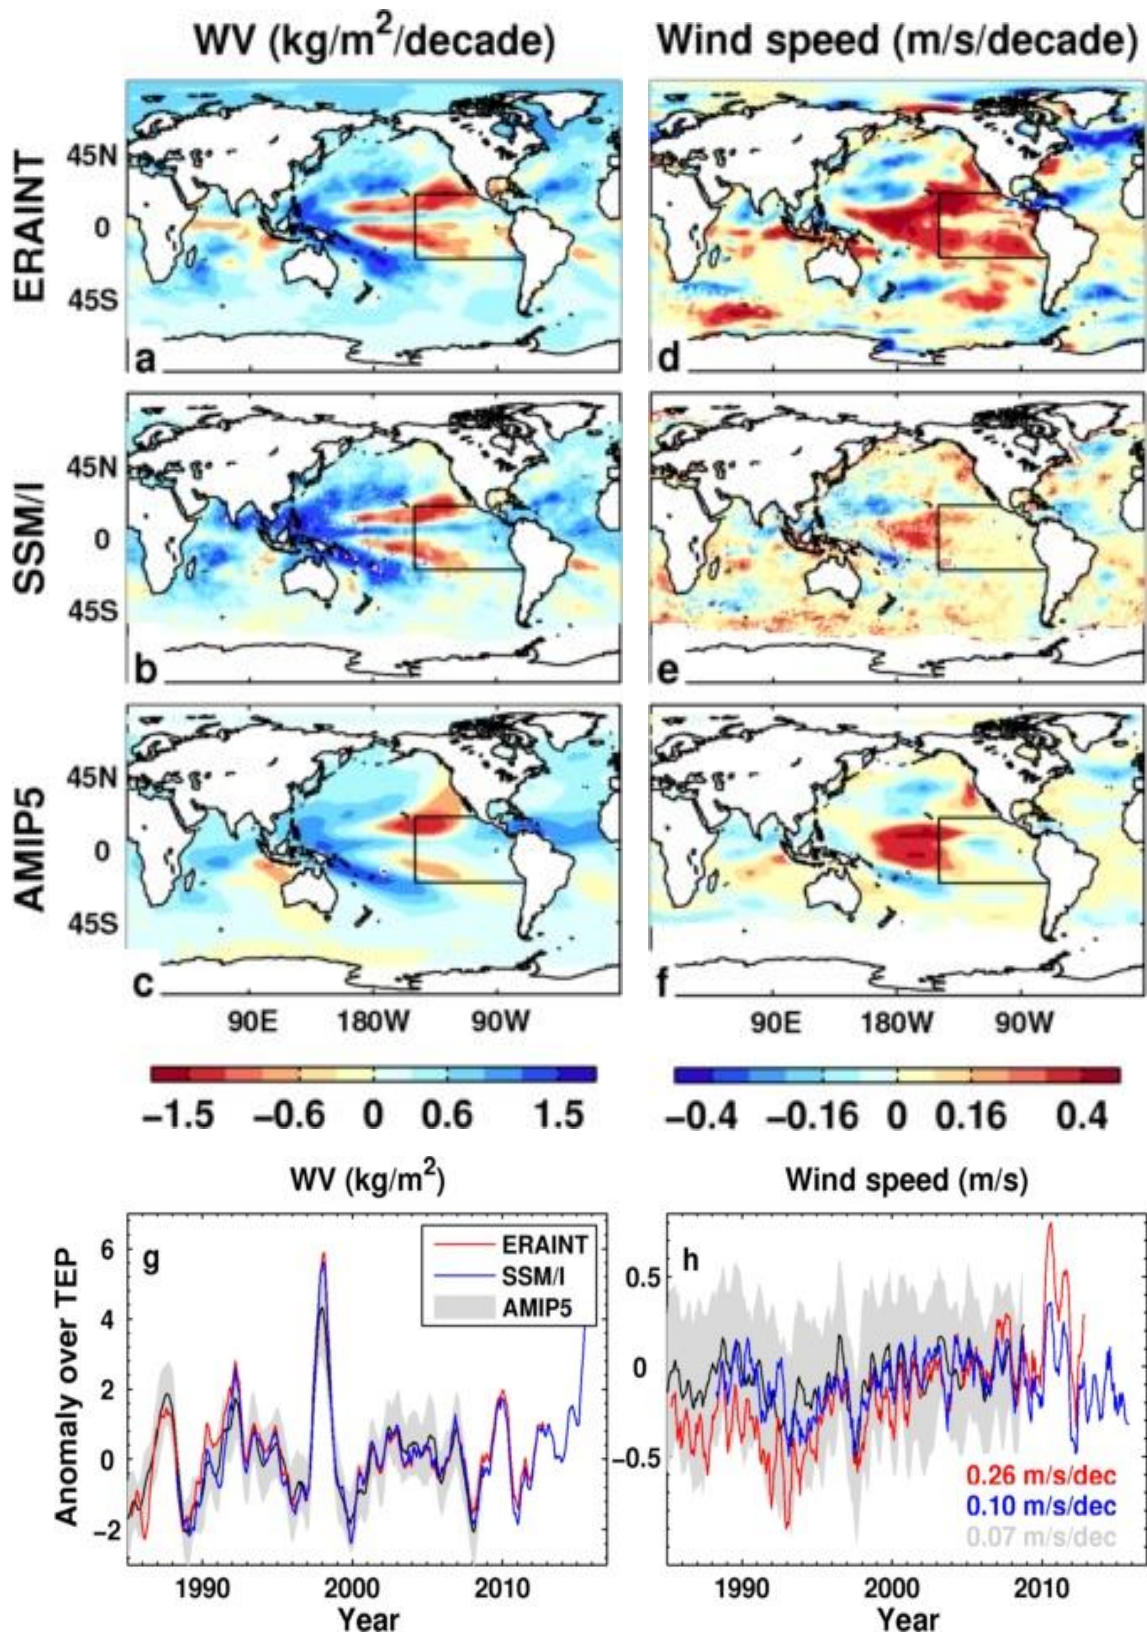 WV (kg/m²/decade) Wind speed (m/s/decade)
ERAINT
45N
0
45S
a
d
SSM/I
45N
0
45S
b
e
AMIP5
45N
0
45S
c
f
90E 180W 90W 90E 180W 90W
−1.5 −0.6 0 0.6 1.5 −0.4 −0.16 0 0.16 0.4
WV (kg/m²) Wind speed (m/s)
Anomaly over TEP
g
6
4
2
0
−2
ERAINT
SSM/I
AMIP5
1990 2000 2010
Year
h
0.5
0
−0.5
0.26 m/s/dec
0.10 m/s/dec
0.07 m/s/dec
1990 2000 2010
Year